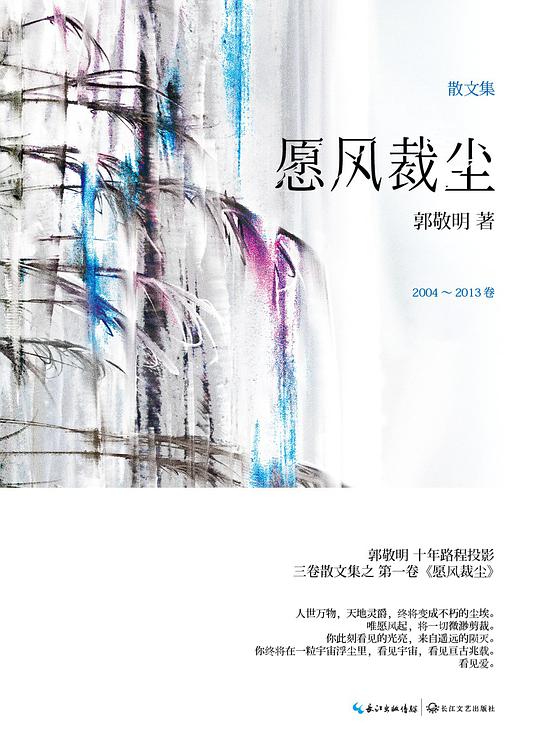 散文集
愿风裁尘
郭敬明 著
2004～2013 卷
郭敬明 十年路程投影
三卷散文集之 第一卷《愿风裁尘》
人世万物，天地灵爵，终将变成不朽的尘埃。
唯愿风起，将一切微渺剪裁。
你此刻看见的光亮，来自遥远的陨灭。
你终将在一粒宇宙浮尘里，看见宇宙，看见亘古兆载。
看见爱。
长江出版传媒 长江文艺出版社